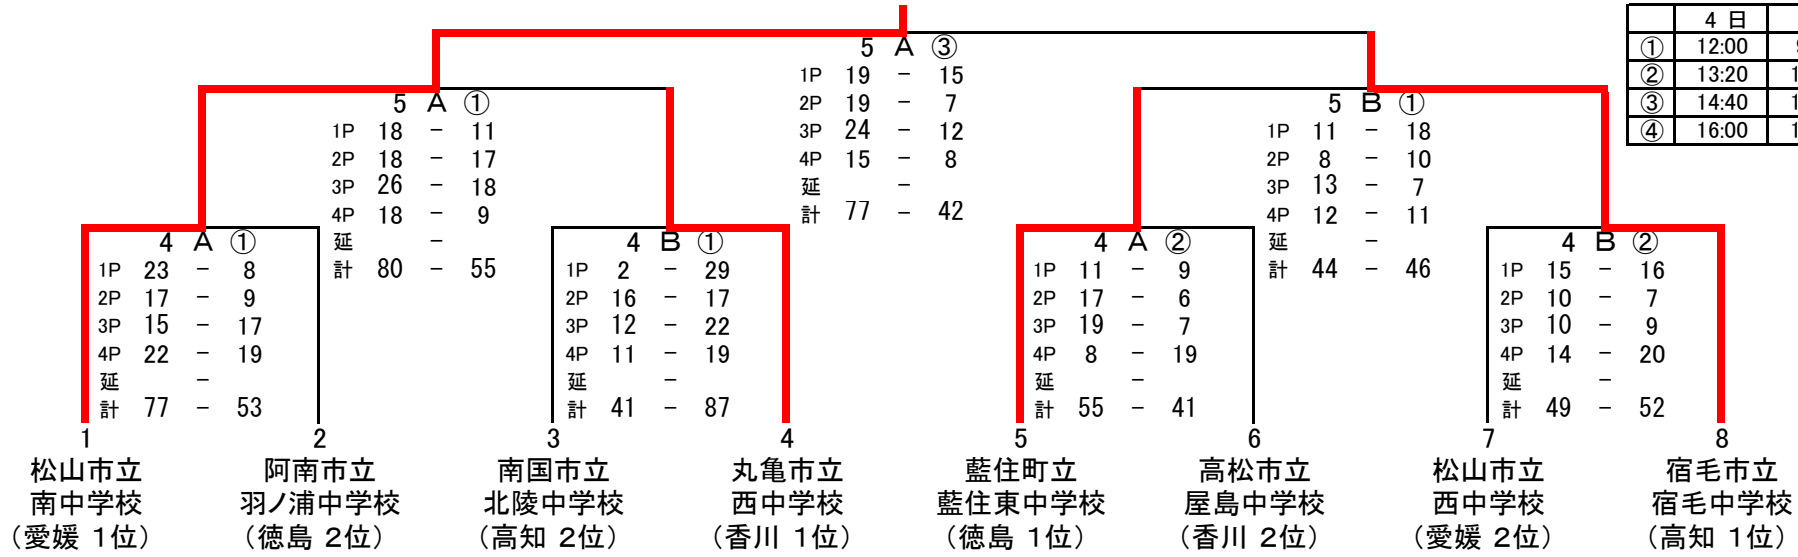 4 日
① 12:00
② 13:20
③ 14:40
④ 16:00
5 A ③
1P 19 － 15
2P 19 － 7
3P 24 － 12
4P 15 － 8
延 －
計 77 － 42
5 A ①
1P 18 － 11
2P 18 － 17
3P 26 － 18
4P 18 － 9
延 －
計 80 － 55
5 B ①
1P 11 － 18
2P 8 － 10
3P 13 － 7
4P 12 － 11
延 －
計 44 － 46
4 A ①
1P 23 － 8
2P 17 － 9
3P 15 － 17
4P 22 － 19
延 －
計 77 － 53
4 B ①
1P 2 － 29
2P 16 － 17
3P 12 － 22
4P 11 － 19
延 －
計 41 － 87
4 A ②
1P 11 － 9
2P 17 － 6
3P 19 － 7
4P 8 － 19
延 －
計 55 － 41
4 B ②
1P 15 － 16
2P 10 － 7
3P 10 － 9
4P 14 － 20
延 －
計 49 － 52
1
松山市立
南中学校
（愛媛 1位）
2
阿南市立
羽ノ浦中学校
（徳島 2位）
3
南国市立
北陵中学校
（高知 2位）
4
丸亀市立
西中学校
（香川 1位）
5
藍住町立
藍住東中学校
（徳島 1位）
6
高松市立
屋島中学校
（香川 2位）
7
松山市立
西中学校
（愛媛 2位）
8
宿毛市立
宿毛中学校
（高知 1位）